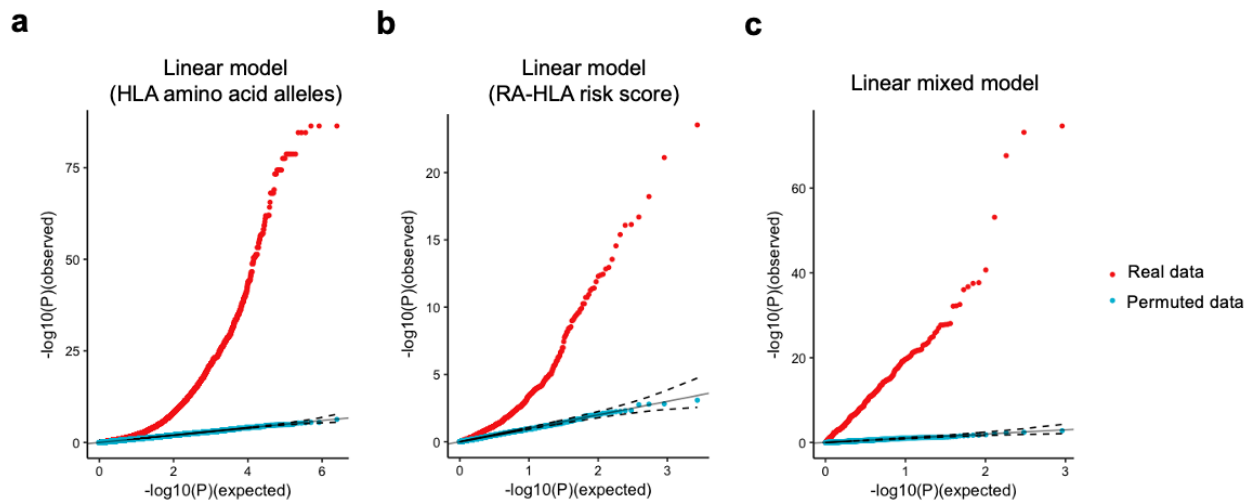 a
Linear model
(HLA amino acid alleles)
-log10(P)(observed)
75
50
25
0
0
2
4
6
-log10(P)(expected)
b
Linear model
(RA-HLA risk score)
-log10(P)(observed)
20
15
10
5
0
0
1
2
3
-log10(P)(expected)
c
Linear mixed model
-log10(P)(observed)
60
40
20
0
0
1
2
3
-log10(P)(expected)
Real data
Permuted data